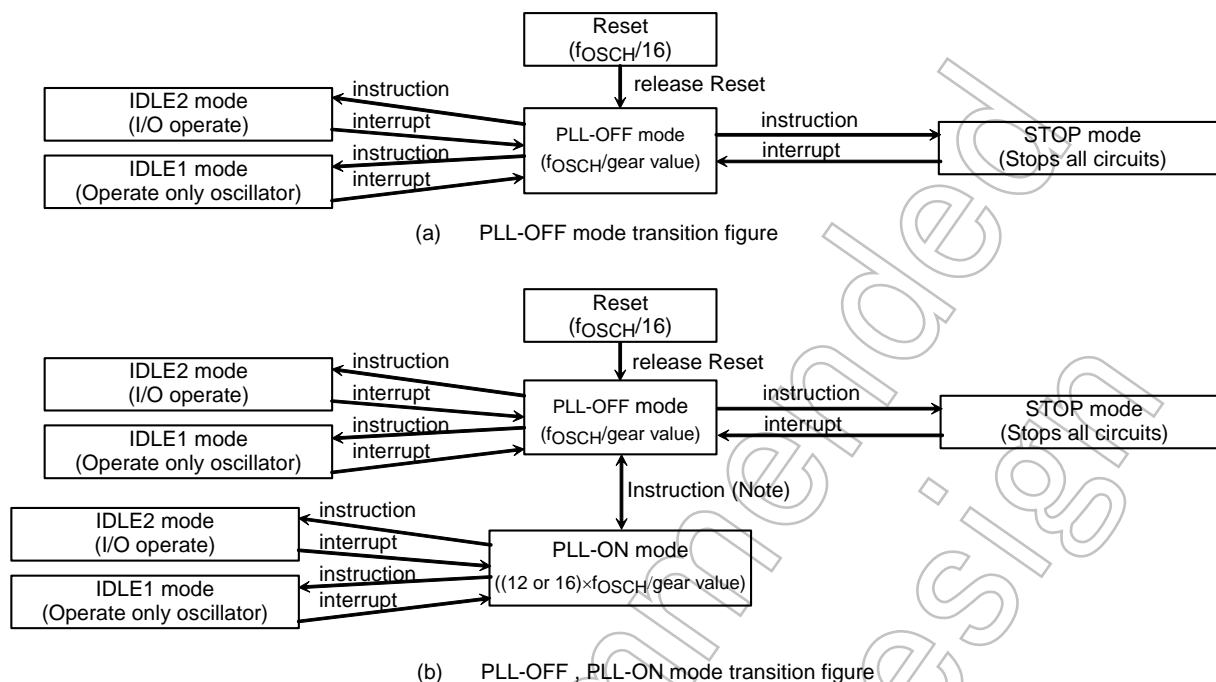 Reset
(fOSCH/16)
release Reset
IDLE2 mode
(I/O operate)
instruction
interrupt
IDLE1 mode
(Operate only oscillator)
instruction
interrupt
PLL-OFF mode
(fOSCH/gear value)
instruction
interrupt
STOP mode
(Stops all circuits)
(a) PLL-OFF mode transition figure
Reset
(fOSCH/16)
release Reset
IDLE2 mode
(I/O operate)
instruction
interrupt
IDLE1 mode
(Operate only oscillator)
instruction
interrupt
PLL-OFF mode
(fOSCH/gear value)
instruction
interrupt
STOP mode
(Stops all circuits)
Instruction (Note)
IDLE2 mode
(I/O operate)
instruction
interrupt
IDLE1 mode
(Operate only oscillator)
instruction
interrupt
PLL-ON mode
((12 or 16)×fOSCH/gear value)
(b) PLL-OFF , PLL-ON mode transition figure